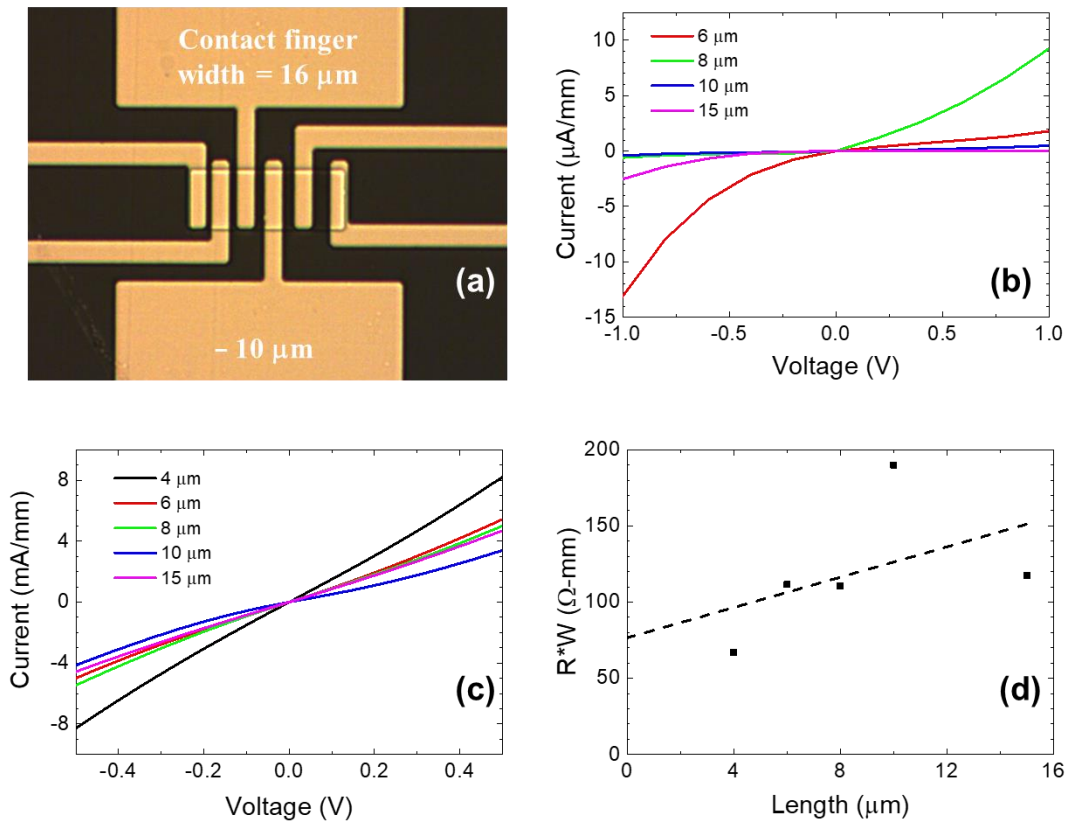 Contact finger
width = 16 μm
(a)
– 10 μm
10
5
0
-5
-10
-15
-1.0
-0.5
0.0
0.5
1.0
Current (μA/mm)
Voltage (V)
6 μm
8 μm
10 μm
15 μm
(b)
8
4
0
-4
-8
-0.4
-0.2
0.0
0.2
0.4
Current (mA/mm)
Voltage (V)
4 μm
6 μm
8 μm
10 μm
15 μm
(c)
200
150
100
50
0
0
4
8
12
16
R*W (Ω-mm)
Length (μm)
(d)